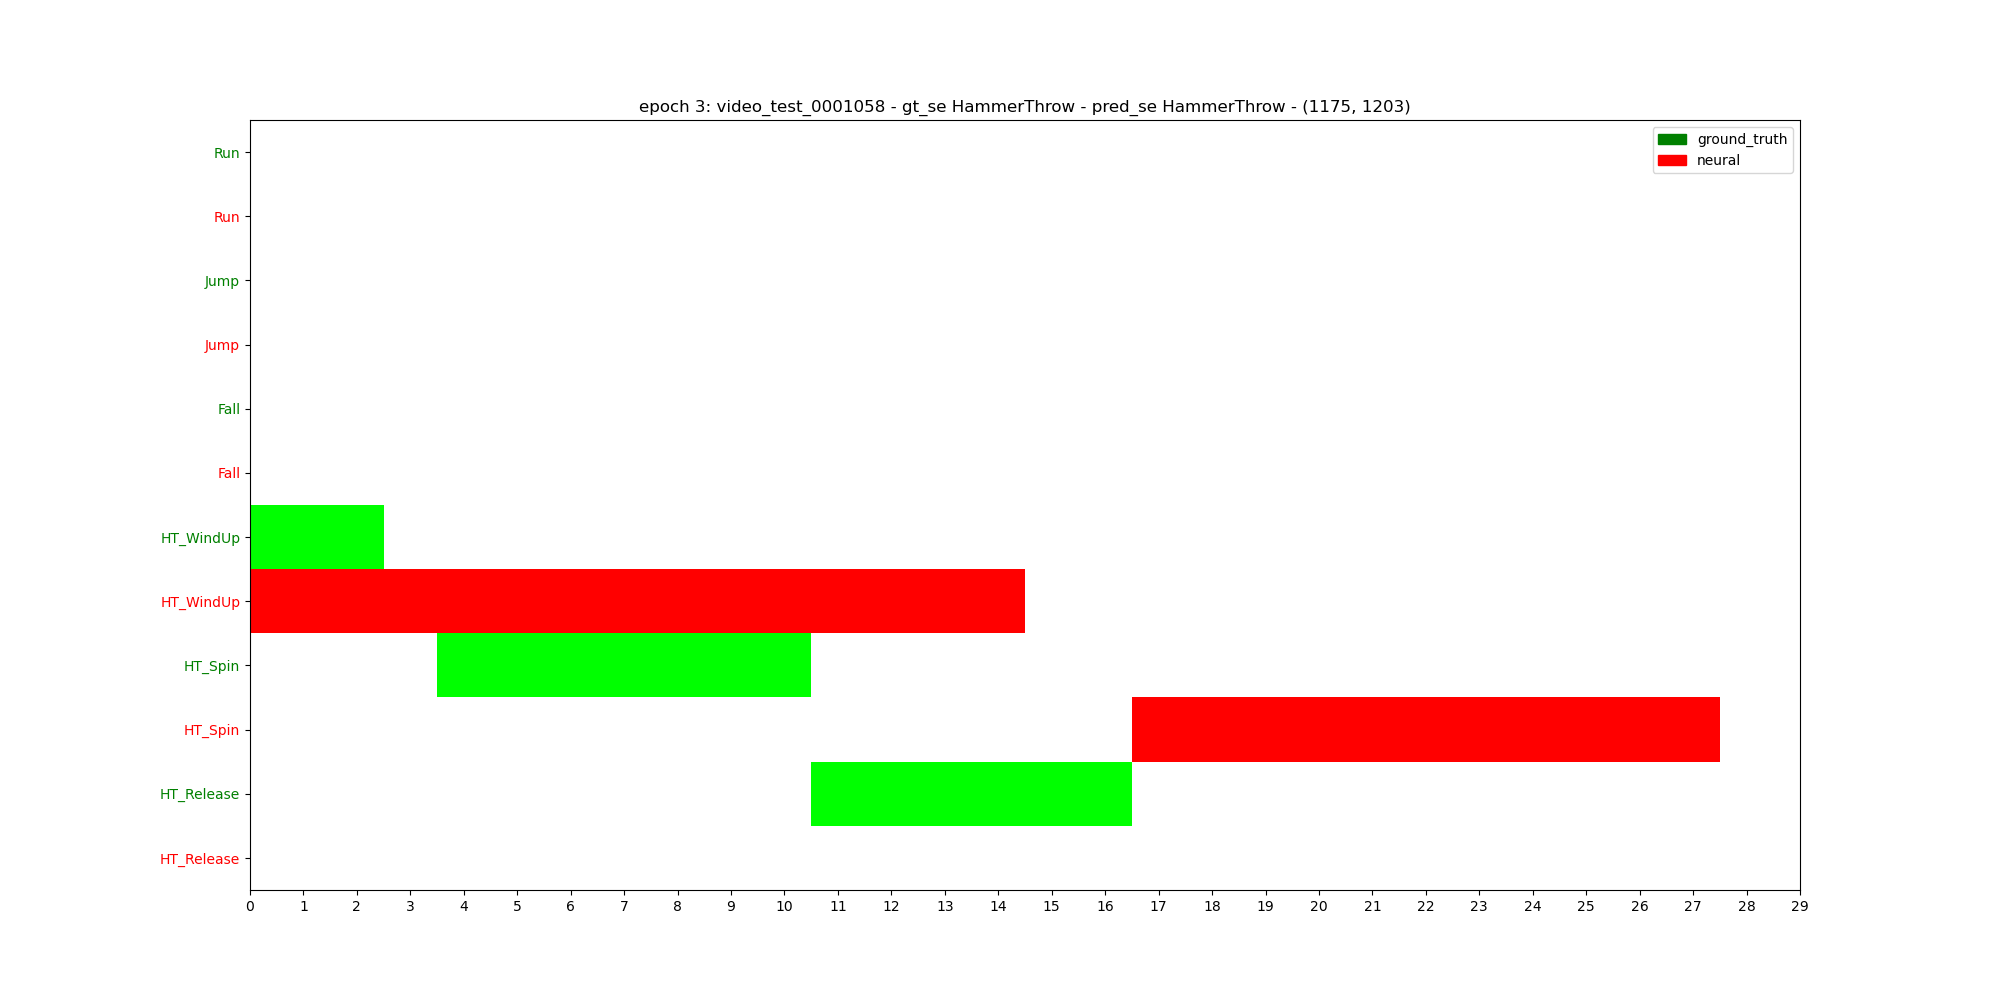 epoch 3: video_test_0001058 - gt_se HammerThrow - pred_se HammerThrow - (1175, 1203)
ground_truth
neural
Run
Run
Jump
Jump
Fall
Fall
HT_WindUp
HT_WindUp
HT_Spin
HT_Spin
HT_Release
HT_Release
0 1 2 3 4 5 6 7 8 9 10 11 12 13 14 15 16 17 18 19 20 21 22 23 24 25 26 27 28 29